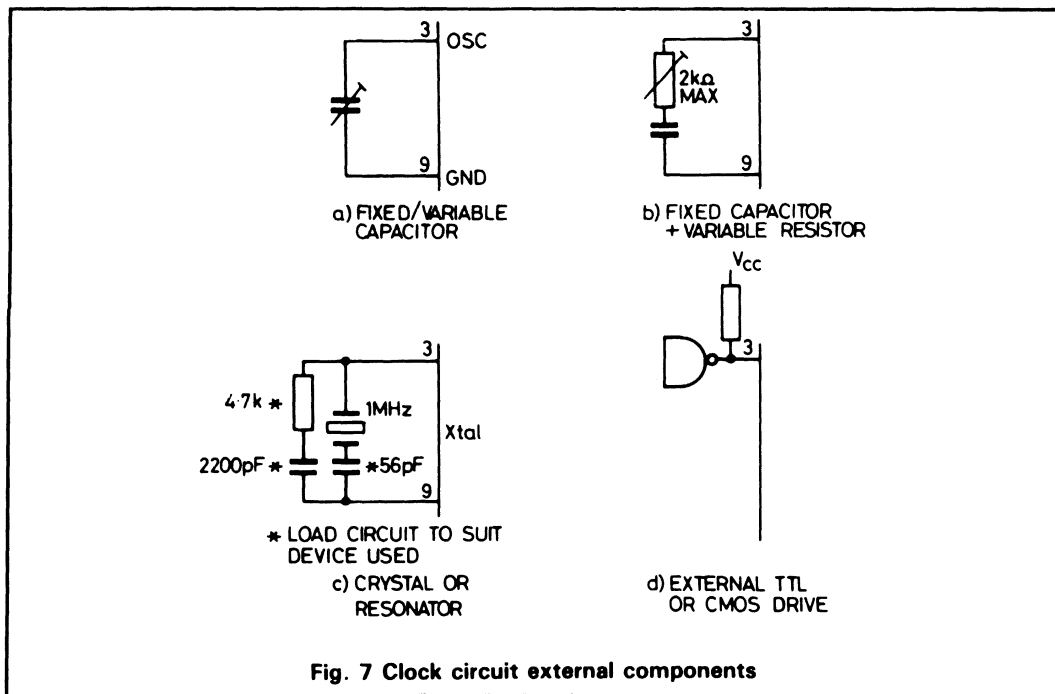 3
OSC
9
GND
a) FIXED/VARIABLE
CAPACITOR
3
2kΩ
MAX
9
b) FIXED CAPACITOR
+ VARIABLE RESISTOR
3
4·7k *
1MHz
Xtal
2200pF *
*56pF
9
* LOAD CIRCUIT TO SUIT
DEVICE USED
c) CRYSTAL OR
RESONATOR
VCC
3
d) EXTERNAL TTL
OR CMOS DRIVE
Fig. 7 Clock circuit external components